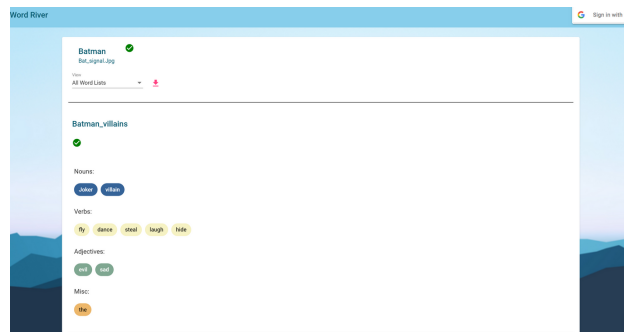 Word River
Sign in with
Batman
Bat_signal.jpg
View
All Word Lists
Batman_villains
Nouns:
Joker villain
Verbs:
fly dance steal laugh hide
Adjectives:
evil sad
Misc:
the